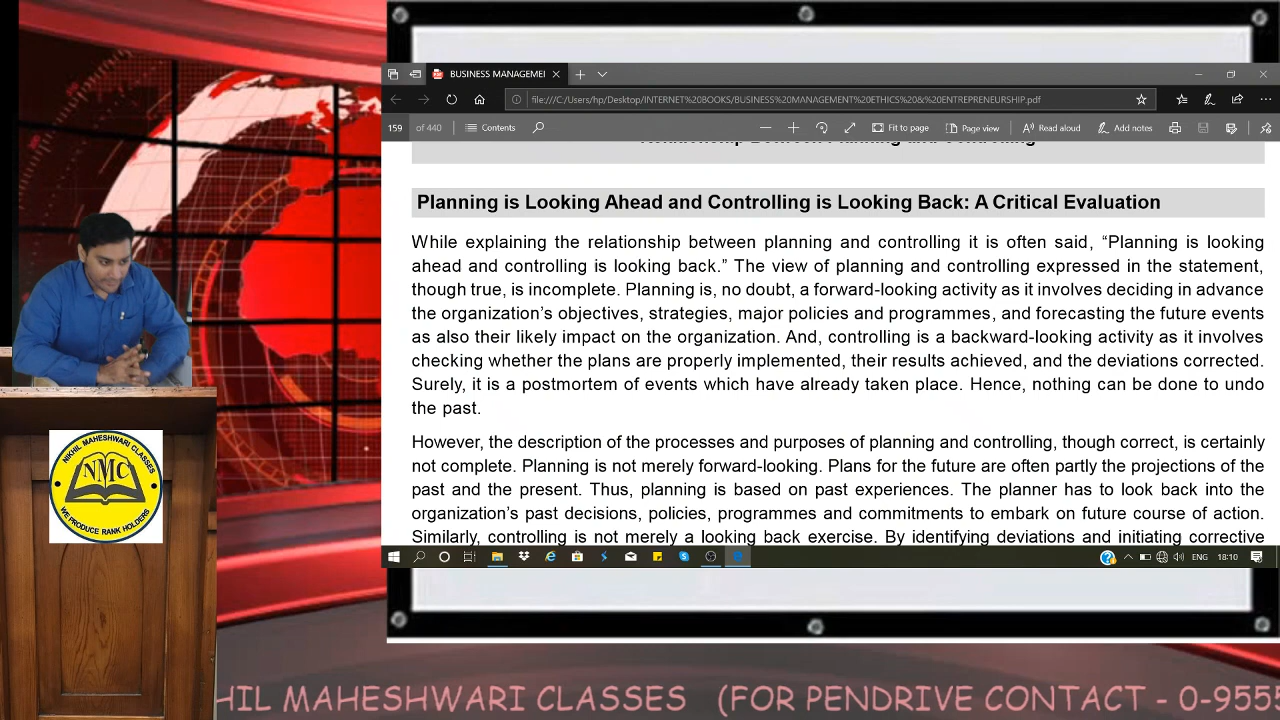 BUSINESS MANAGEMEI
file:///C:/Users/hp/Desktop/INTERNET%20BOOKS/BUSINESS%20MANAGEMENT%20ETHICS%20&%20ENTREPRENEURSHIP.pdf
159 of 440 Contents Fit to page Page view Read aloud Add notes
Planning is Looking Ahead and Controlling is Looking Back: A Critical Evaluation
While explaining the relationship between planning and controlling it is often said, “Planning is looking
ahead and controlling is looking back.” The view of planning and controlling expressed in the statement,
though true, is incomplete. Planning is, no doubt, a forward-looking activity as it involves deciding in advance
the organization’s objectives, strategies, major policies and programmes, and forecasting the future events
as also their likely impact on the organization. And, controlling is a backward-looking activity as it involves
checking whether the plans are properly implemented, their results achieved, and the deviations corrected.
Surely, it is a postmortem of events which have already taken place. Hence, nothing can be done to undo
the past.
However, the description of the processes and purposes of planning and controlling, though correct, is certainly
not complete. Planning is not merely forward-looking. Plans for the future are often partly the projections of the
past and the present. Thus, planning is based on past experiences. The planner has to look back into the
organization’s past decisions, policies, programmes and commitments to embark on future course of action.
Similarly, controlling is not merely a looking back exercise. By identifying deviations and initiating corrective
ENG 18:10
NIKHIL MAHESHWARI CLASSES
NMC
WE PRODUCE RANK HOLDERS
HIL MAHESHWARI CLASSES (FOR PENDRIVE CONTACT - 0-955